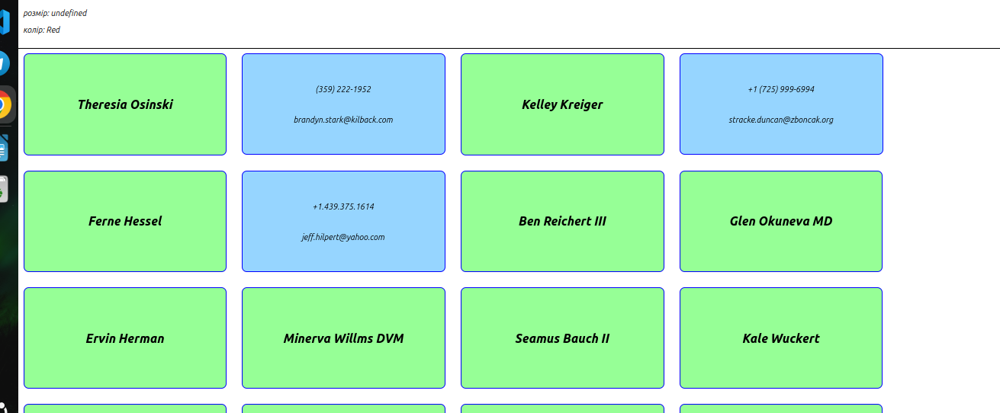 розмір: undefined
колір: Red
Theresia Osinski
(359) 222-1952
brandyn.stark@kilback.com
Kelley Kreiger
+1 (725) 999-6994
stracke.duncan@zboncak.org
Ferne Hessel
+1.439.375.1614
jeff.hilpert@yahoo.com
Ben Reichert III
Glen Okuneva MD
Ervin Herman
Minerva Willms DVM
Seamus Bauch II
Kale Wuckert